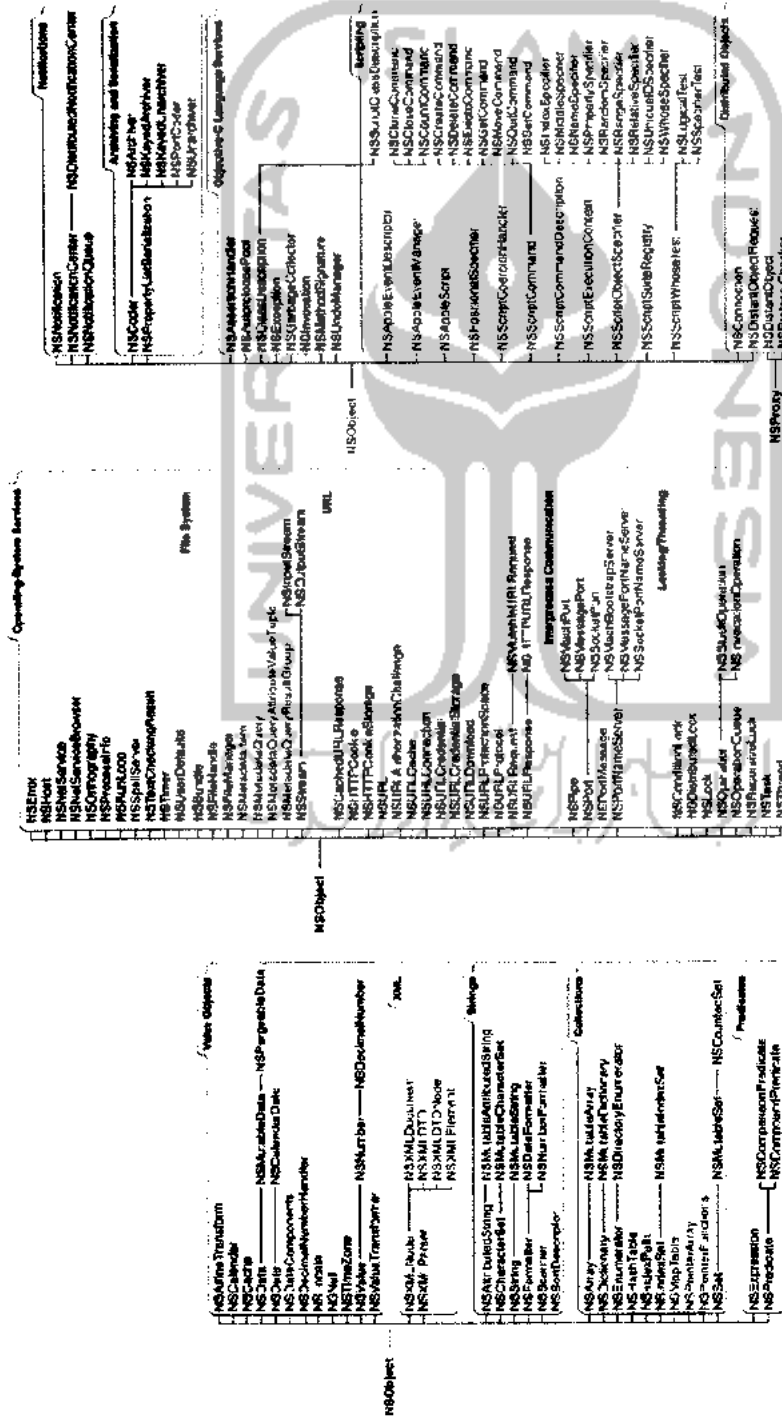 NSObject
Value Objects
NSAffineTransform
NSCalendar
NSCache
NSData NSMutableData NSPurgeableData
NSDate NSCalendarDate
NSDateComponents
NSDecimalNumberHandler
NSLocale
NSNull
NSTimeZone
NSValue NSNumber NSDecimalNumber
NSValueTransformer
XML
NSXMLNode NSXMLDocument
NSXMLParser NSXMLDTD
NSXMLDTDNode
NSXMLElement
Strings
NSAttributedString NSMutableAttributedString
NSCharacterSet NSMutableCharacterSet
NSString NSMutableString
NSFormatter NSDateFormatter
NSScanner NSNumberFormatter
NSSortDescriptor
Collections
NSArray NSMutableArray
NSDictionary NSMutableDictionary
NSEnumerator NSDirectoryEnumerator
NSHashTable
NSIndexPath
NSIndexSet NSMutableIndexSet
NSMapTable
NSPointerArray
NSPointerFunctions
NSSet NSMutableSet NSCountedSet
Predicates
NSExpression
NSPredicate NSComparisonPredicate
NSCompoundPredicate
NSObject
Operating-System Services
NSError
NSHost
NSNetService
NSNetServiceBrowser
NSOrthography
NSProcessInfo
NSRunLoop
NSSpellServer
NSTextCheckingResult
NSTimer
NSUserDefaults
File System
NSBundle
NSFileHandle
NSFileManager
NSMetadataItem
NSMetadataQuery
NSMetadataQueryAttributeValueTuple
NSMetadataQueryResultGroup
NSStream NSInputStream
NSOutputStream
URL
NSCachedURLResponse
NSHTTPCookie
NSHTTPCookieStorage
NSURL
NSURLAuthenticationChallenge
NSURLCache
NSURLConnection
NSURLCredential
NSURLCredentialStorage
NSURLDownload
NSURLProtectionSpace
NSURLProtocol
NSURLRequest NSMutableURLRequest
NSURLResponse NSHTTPURLResponse
Interprocess Communication
NSPipe NSMachPort
NSPort NSMessagePort
NSPortMessage NSSocketPort
NSPortNameServer NSMachBootstrapServer
NSMessagePortNameServer
NSSocketPortNameServer
Locking/Threading
NSConditionLock
NSDistributedLock
NSLock
NSOperation NSBlockOperation
NSOperationQueue NSInvocationOperation
NSRecursiveLock
NSTask
NSThread
NSObject
Notifications
NSNotification
NSNotificationCenter NSDistributedNotificationCenter
NSNotificationQueue
Archiving and Serialization
NSCoder NSArchiver
NSPropertyListSerialization NSKeyedArchiver
NSKeyedUnarchiver
NSPortCoder
NSUnarchiver
Objective-C Language Services
NSAssertionHandler
NSAutoreleasePool
NSClassDescription
NSException
NSGarbageCollector
NSInvocation
NSMethodSignature
NSUndoManager
Scripting
NSScriptClassDescription
NSAppleEventDescriptor
NSAppleEventManager
NSAppleScript
NSPositionalSpecifier
NSScriptCoercionHandler
NSScriptCommand
NSScriptCommandDescription
NSScriptExecutionContext
NSScriptObjectSpecifier
NSScriptSuiteRegistry
NSScriptWhoseTest
NSCloneCommand
NSCloseCommand
NSCountCommand
NSCreateCommand
NSDeleteCommand
NSExistsCommand
NSGetCommand
NSMoveCommand
NSQuitCommand
NSSetCommand
NSIndexSpecifier
NSMiddleSpecifier
NSNameSpecifier
NSPropertySpecifier
NSRandomSpecifier
NSRangeSpecifier
NSRelativeSpecifier
NSUniqueIDSpecifier
NSWhoseSpecifier
NSLogicalTest
NSSpecifierTest
Distributed Objects
NSConnection
NSDistantObjectRequest
NSDistantObject
NSProxy
UNIVERSITAS
ISLAM
INDONESIA